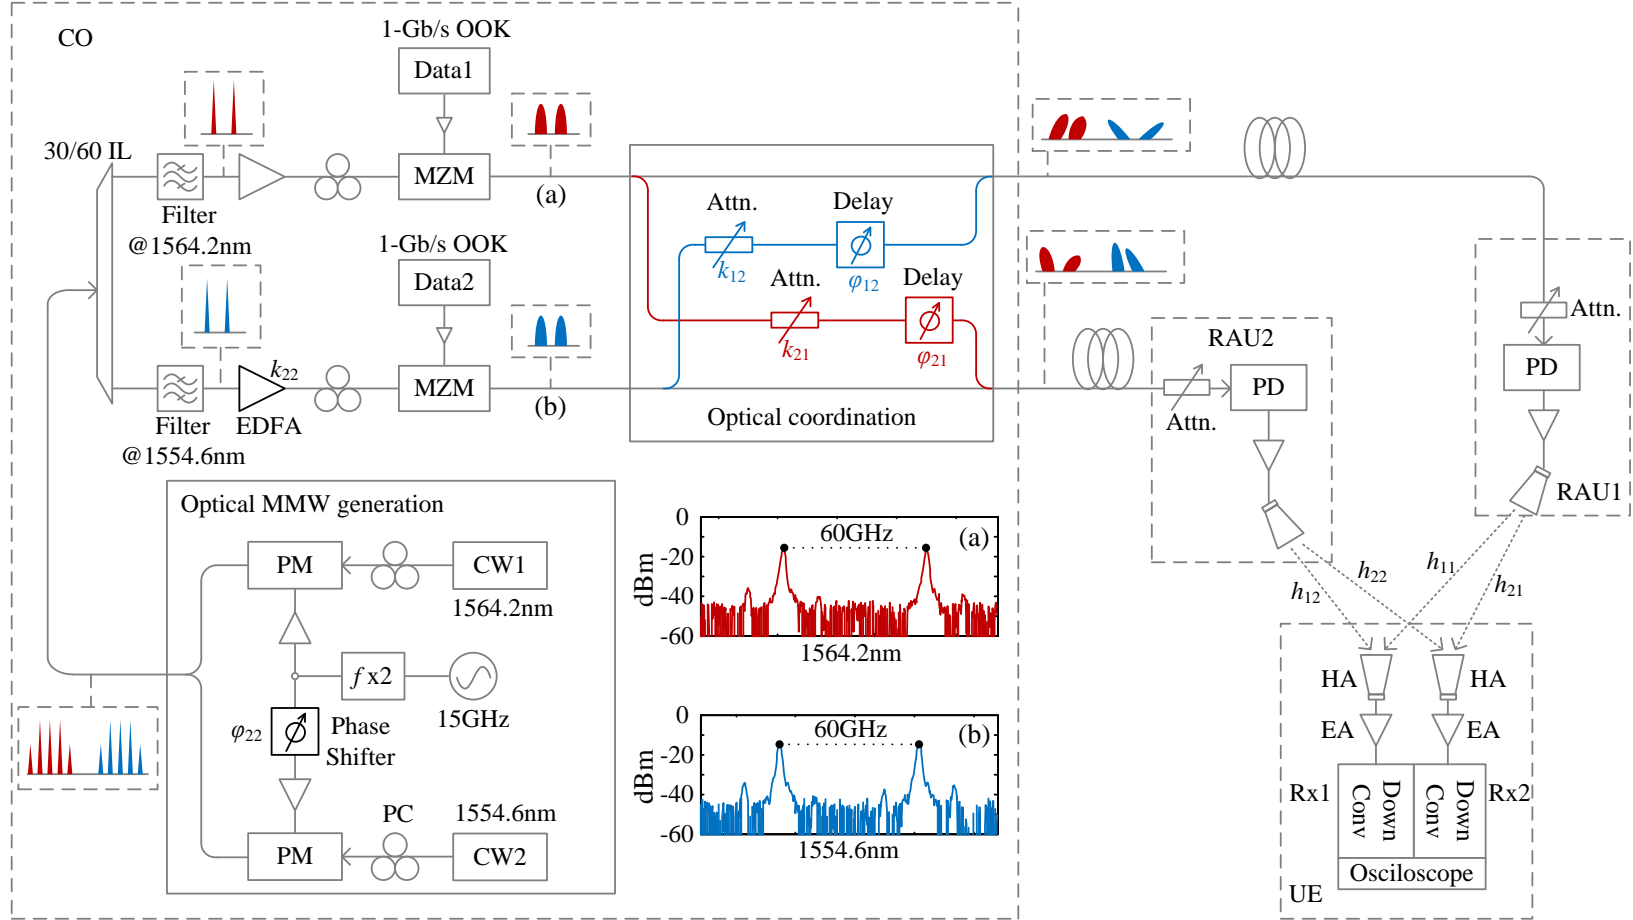 CO
1-Gb/s OOK
Data1
30/60 IL
MZM
(a)
Filter
@1564.2nm
1-Gb/s OOK
Data2
k22
MZM
(b)
EDFA
Filter
@1554.6nm
Attn.
Delay
k12
φ12
Attn.
Delay
k21
φ21
Optical coordination
Attn.
PD
RAU1
RAU2
PD
Attn.
h11
h22
h12
h21
Optical MMW generation
PM
CW1
1564.2nm
f x2
15GHz
φ22
Phase
Shifter
PC
1554.6nm
PM
CW2
0
-20
-40
-60
dBm
60GHz
(a)
1564.2nm
0
-20
-40
-60
dBm
60GHz
(b)
1554.6nm
HA
HA
EA
EA
Rx1
Down
Conv
Down
Conv
Rx2
Osciloscope
UE